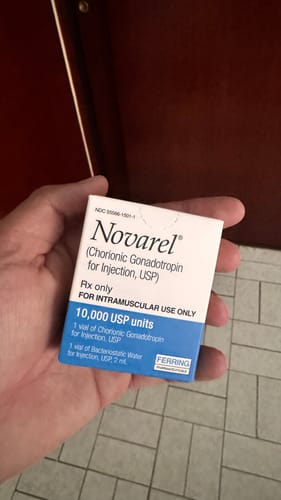 NDC 55566-1501-1
Novarel®
(Chorionic Gonadotropin
for Injection, USP)
Rx only
FOR INTRAMUSCULAR USE ONLY
10,000 USP units
1 vial of Chorionic Gonadotropin
for Injection, USP
1 vial of Bacteriostatic Water
for Injection, USP, 2 mL
FERRING
PHARMACEUTICALS